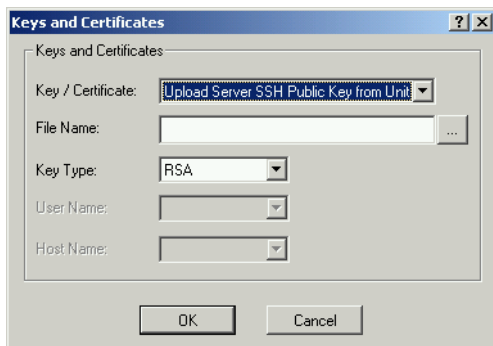 Keys and Certificates
Keys and Certificates
Key / Certificate: Upload Server SSH Public Key from Unit
File Name: ...
Key Type: RSA
User Name:
Host Name:
OK Cancel